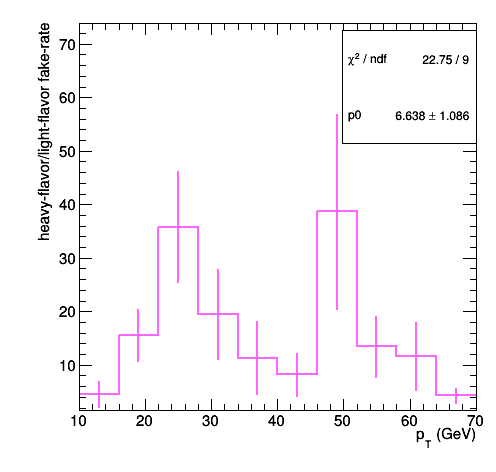 heavy-flavor/light-flavor fake-rate
70
60
50
40
30
20
10
χ² / ndf 22.75 / 9
p0 6.638 ± 1.086
10 20 30 40 50 60 70
p_T (GeV)